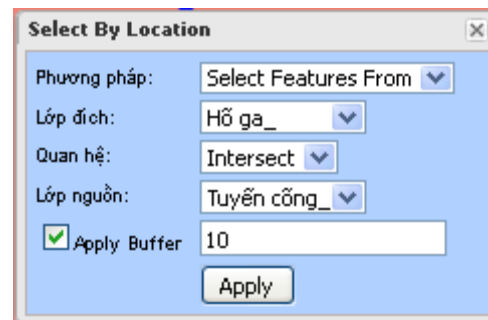 Select By Location
Phương pháp: Select Features From
Lớp đích: Hố ga_
Quan hệ: Intersect
Lớp nguồn: Tuyến cống_
Apply Buffer 10
Apply